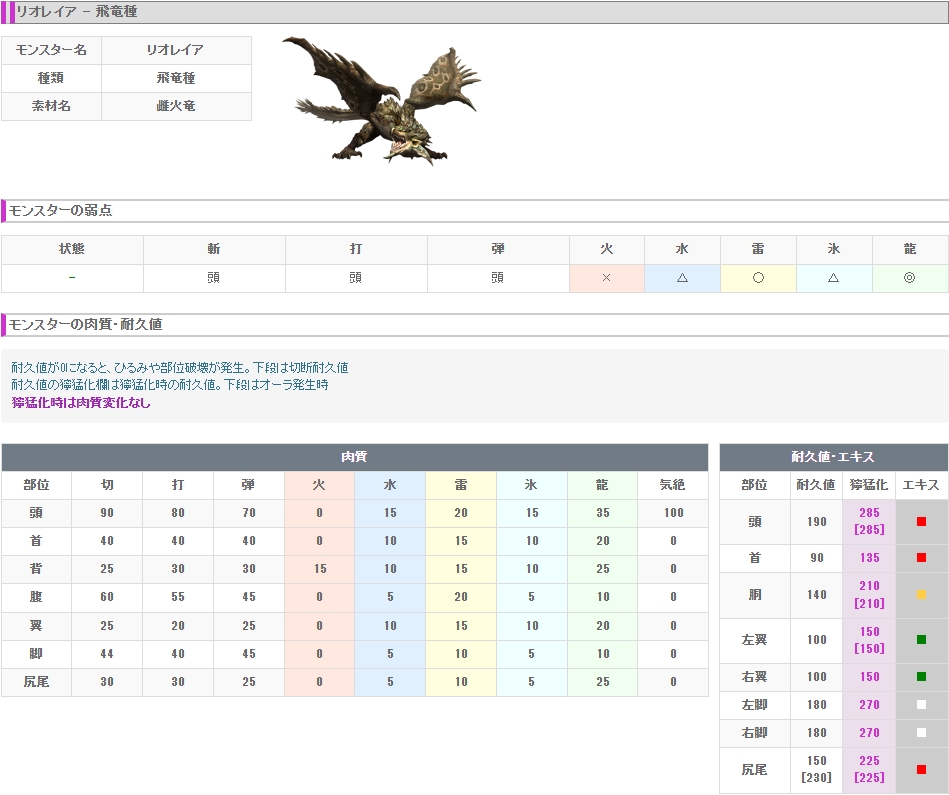 リオレイア － 飛竜種
モンスター名 リオレイア
種類 飛竜種
素材名 雌火竜
モンスターの弱点
状態 斬 打 弾 火 水 雷 氷 龍
－ 頭 頭 頭 × △ ○ △ ◎
モンスターの肉質・耐久値
耐久値が0になると、ひるみや部位破壊が発生。下段は切断耐久値
耐久値の獰猛化欄は獰猛化時の耐久値。下段はオーラ発生時
獰猛化時は肉質変化なし
肉質
部位 切 打 弾 火 水 雷 氷 龍 気絶
頭 90 80 70 0 15 20 15 35 100
首 40 40 40 0 10 15 10 20 0
背 25 30 30 15 10 15 10 25 0
腹 60 55 45 0 5 20 5 10 0
翼 25 20 25 0 10 15 10 20 0
脚 44 40 45 0 5 10 5 10 0
尻尾 30 30 25 0 5 10 5 25 0
耐久値・エキス
部位 耐久値 獰猛化 エキス
頭 190 285 [285] ■
首 90 135 ■
胴 140 210 [210] ■
左翼 100 150 [150] ■
右翼 100 150 ■
左脚 180 270 ■
右脚 180 270 ■
尻尾 150 [230] 225 [225] ■